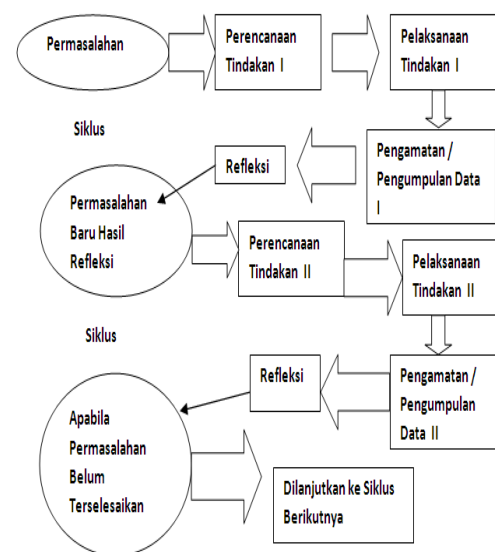 Permasalahan
Perencanaan
Tindakan I
Pelaksanaan
Tindakan I
Siklus
Pengamatan /
Pengumpulan Data
I
Refleksi
Permasalahan
Baru Hasil
Refleksi
Perencanaan
Tindakan II
Pelaksanaan
Tindakan II
Siklus
Pengamatan /
Pengumpulan
Data II
Refleksi
Apabila
Permasalahan
Belum
Terselesaikan
Dilanjutkan ke Siklus
Berikutnya